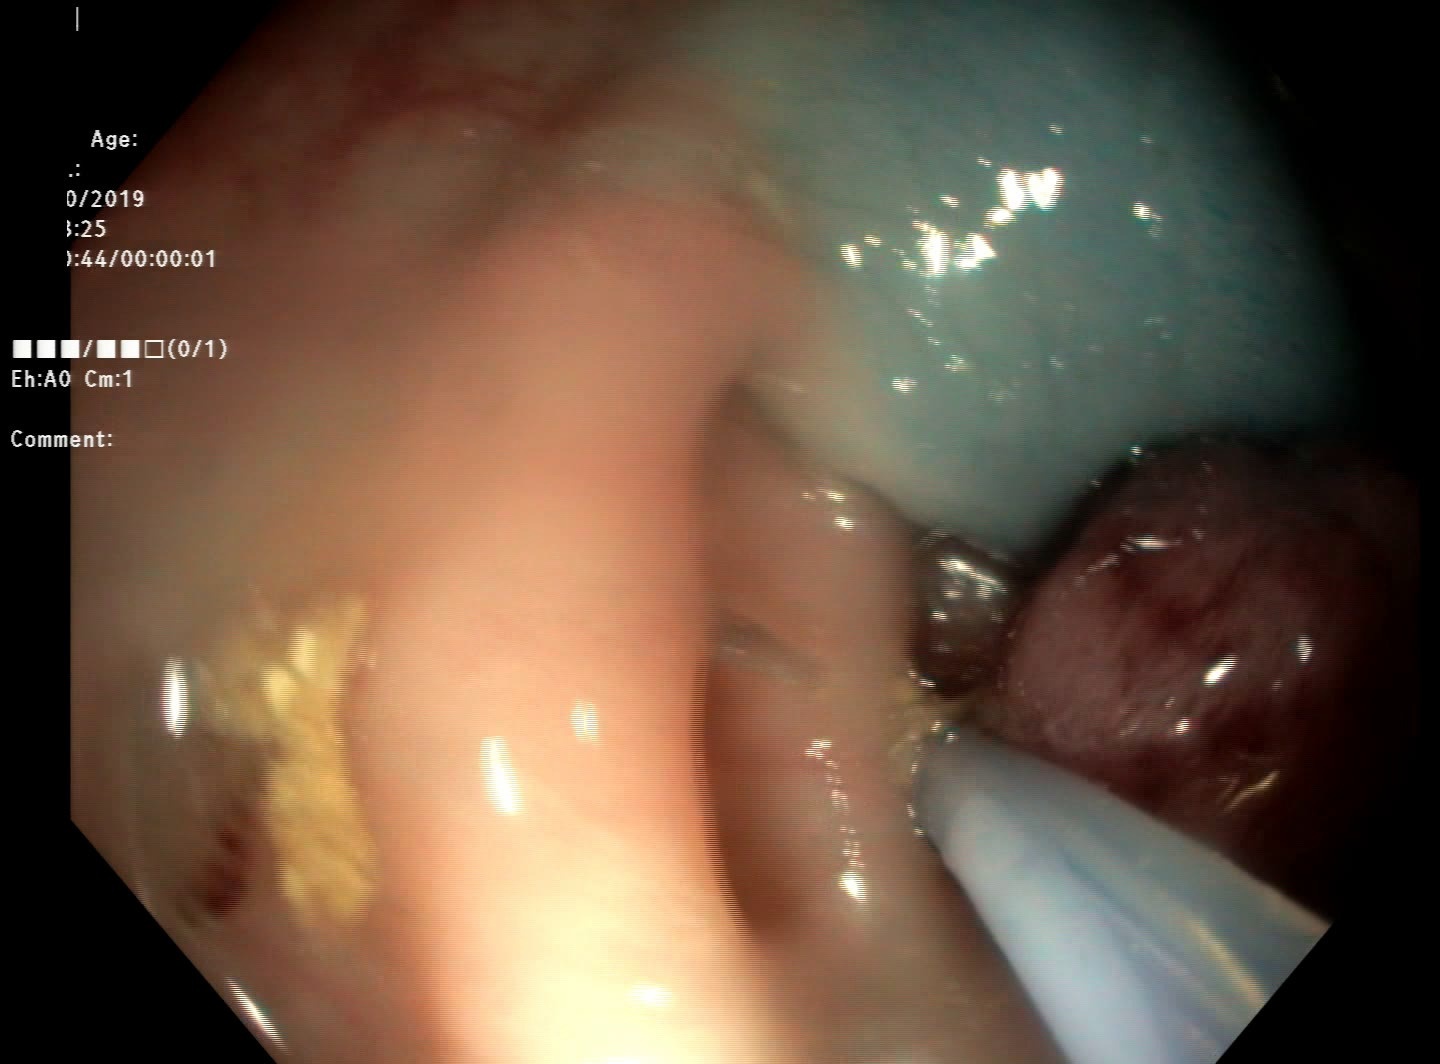 Age:
.:
0/2019
:25
:44/00:00:01
■■■/■■□(0/1)
Eh:A0 Cm:1
Comment: